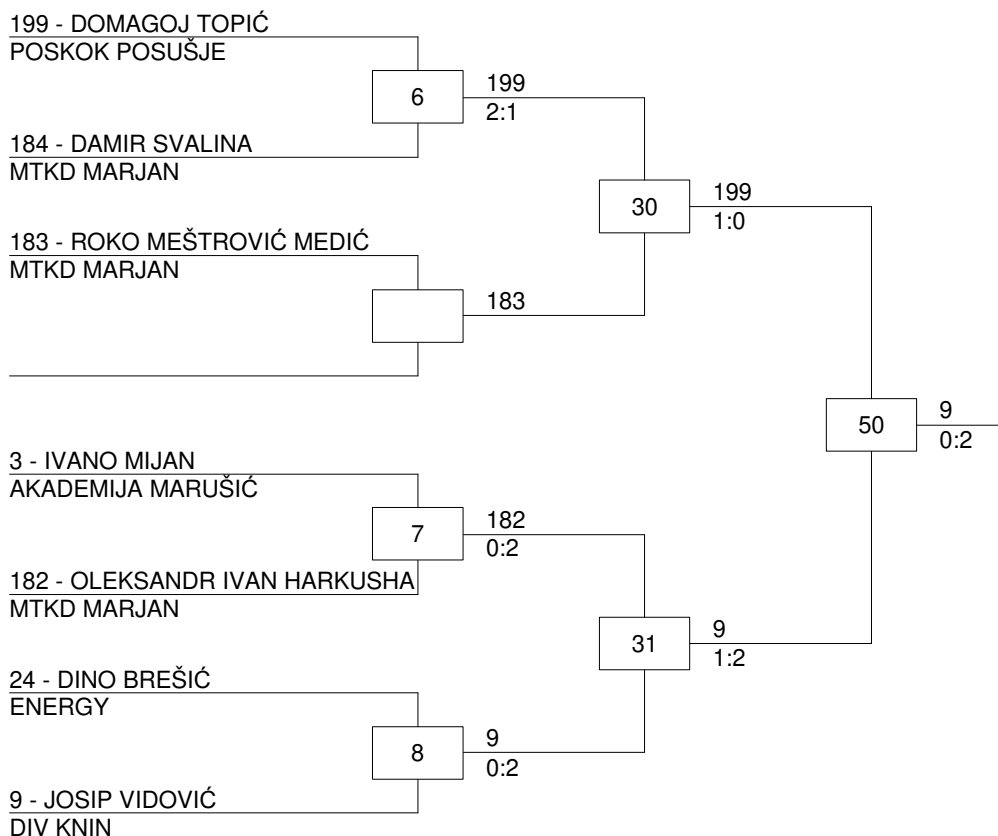 199 - DOMAGOJ TOPIĆ
POSKOK POSUŠJE
6
199
2:1
184 - DAMIR SVALINA
MTKD MARJAN
30
199
1:0
183 - ROKO MEŠTROVIĆ MEDIĆ
MTKD MARJAN
183
50
9
0:2
3 - IVANO MIJAN
AKADEMIJA MARUŠIĆ
7
182
0:2
182 - OLEKSANDR IVAN HARKUSHA
MTKD MARJAN
31
9
1:2
24 - DINO BREŠIĆ
ENERGY
8
9
0:2
9 - JOSIP VIDOVIĆ
DIV KNIN